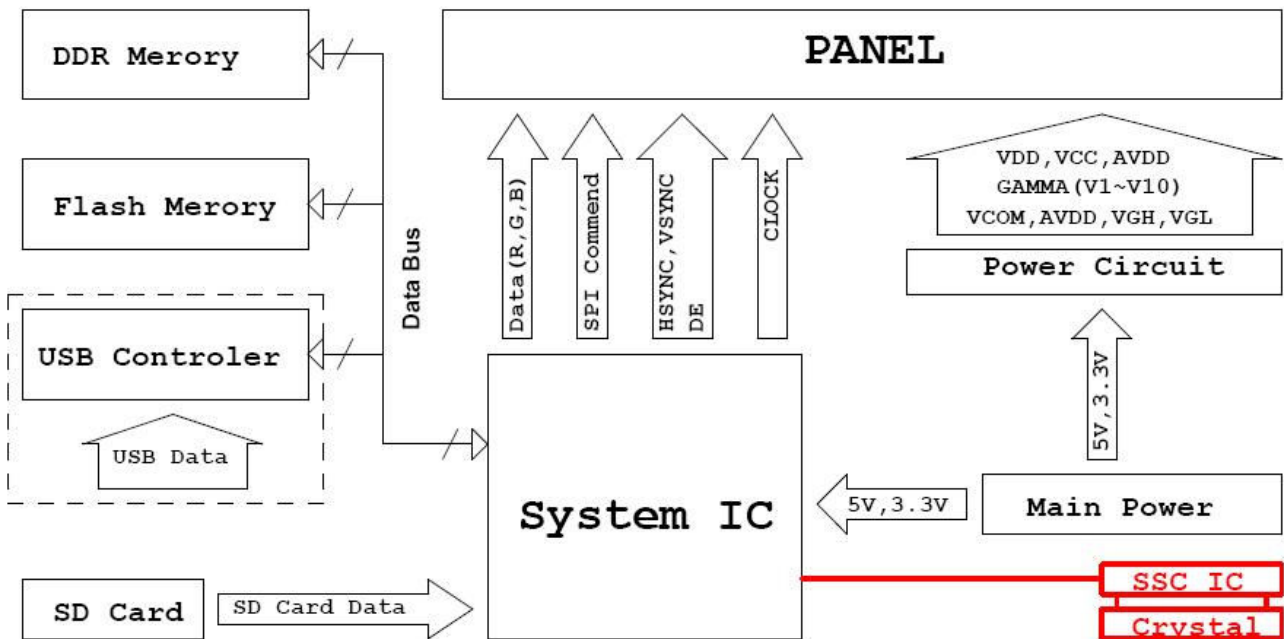 DDR Merory
PANEL
Flash Merory
Data Bus
Data(R,G,B)
SPI Commend
HSYNC,VSYNC
DE
CLOCK
VDD,VCC,AVDD
GAMMA(V1~V10)
VCOM,AVDD,VGH,VGL
Power Circuit
USB Controler
USB Data
5V,3.3V
System IC
5V,3.3V
Main Power
SD Card
SD Card Data
SSC IC
Crystal